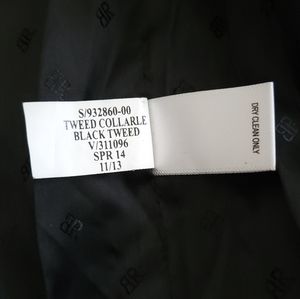 S/932860-00
TWEED COLLARLE
BLACK TWEED
V/311096
SPR 14
11/13
DRY CLEAN ONLY